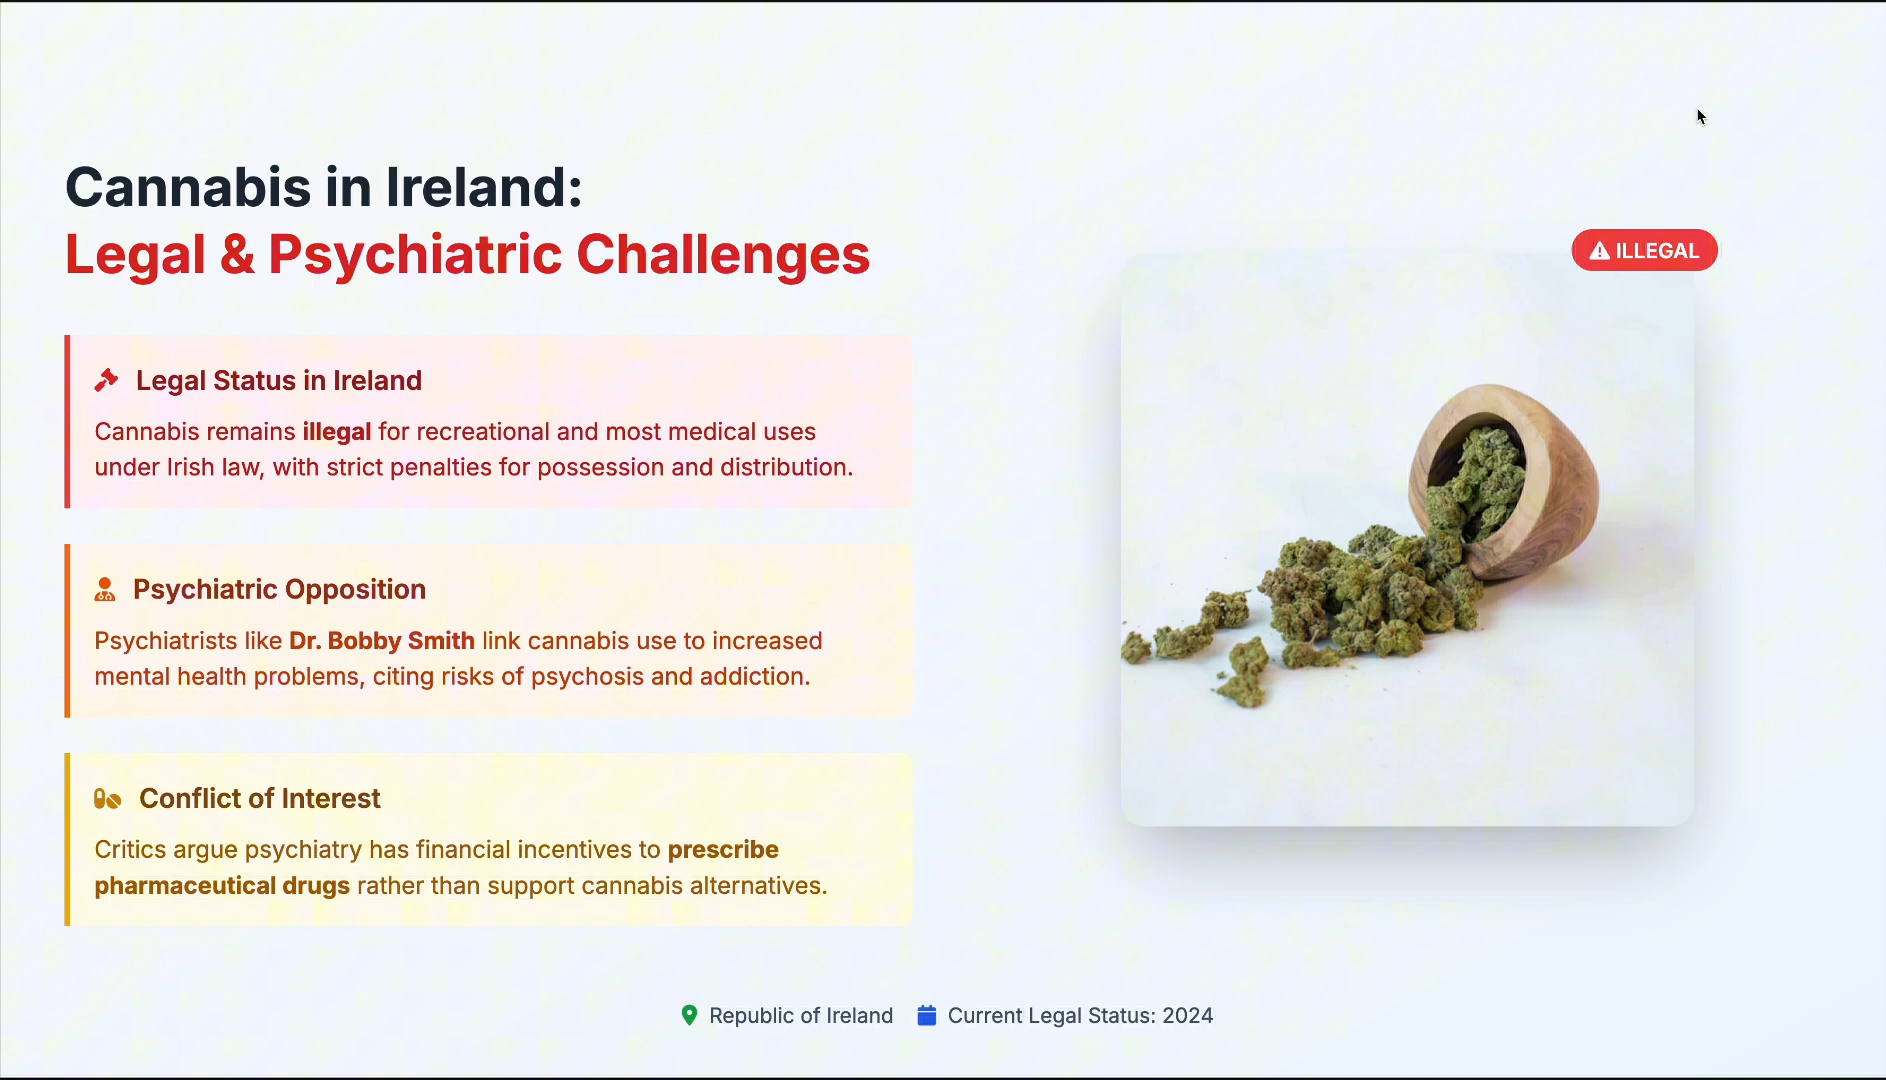 Cannabis in Ireland:
Legal & Psychiatric Challenges
ILLEGAL
Legal Status in Ireland
Cannabis remains illegal for recreational and most medical uses
under Irish law, with strict penalties for possession and distribution.
Psychiatric Opposition
Psychiatrists like Dr. Bobby Smith link cannabis use to increased
mental health problems, citing risks of psychosis and addiction.
Conflict of Interest
Critics argue psychiatry has financial incentives to prescribe
pharmaceutical drugs rather than support cannabis alternatives.
Republic of Ireland Current Legal Status: 2024